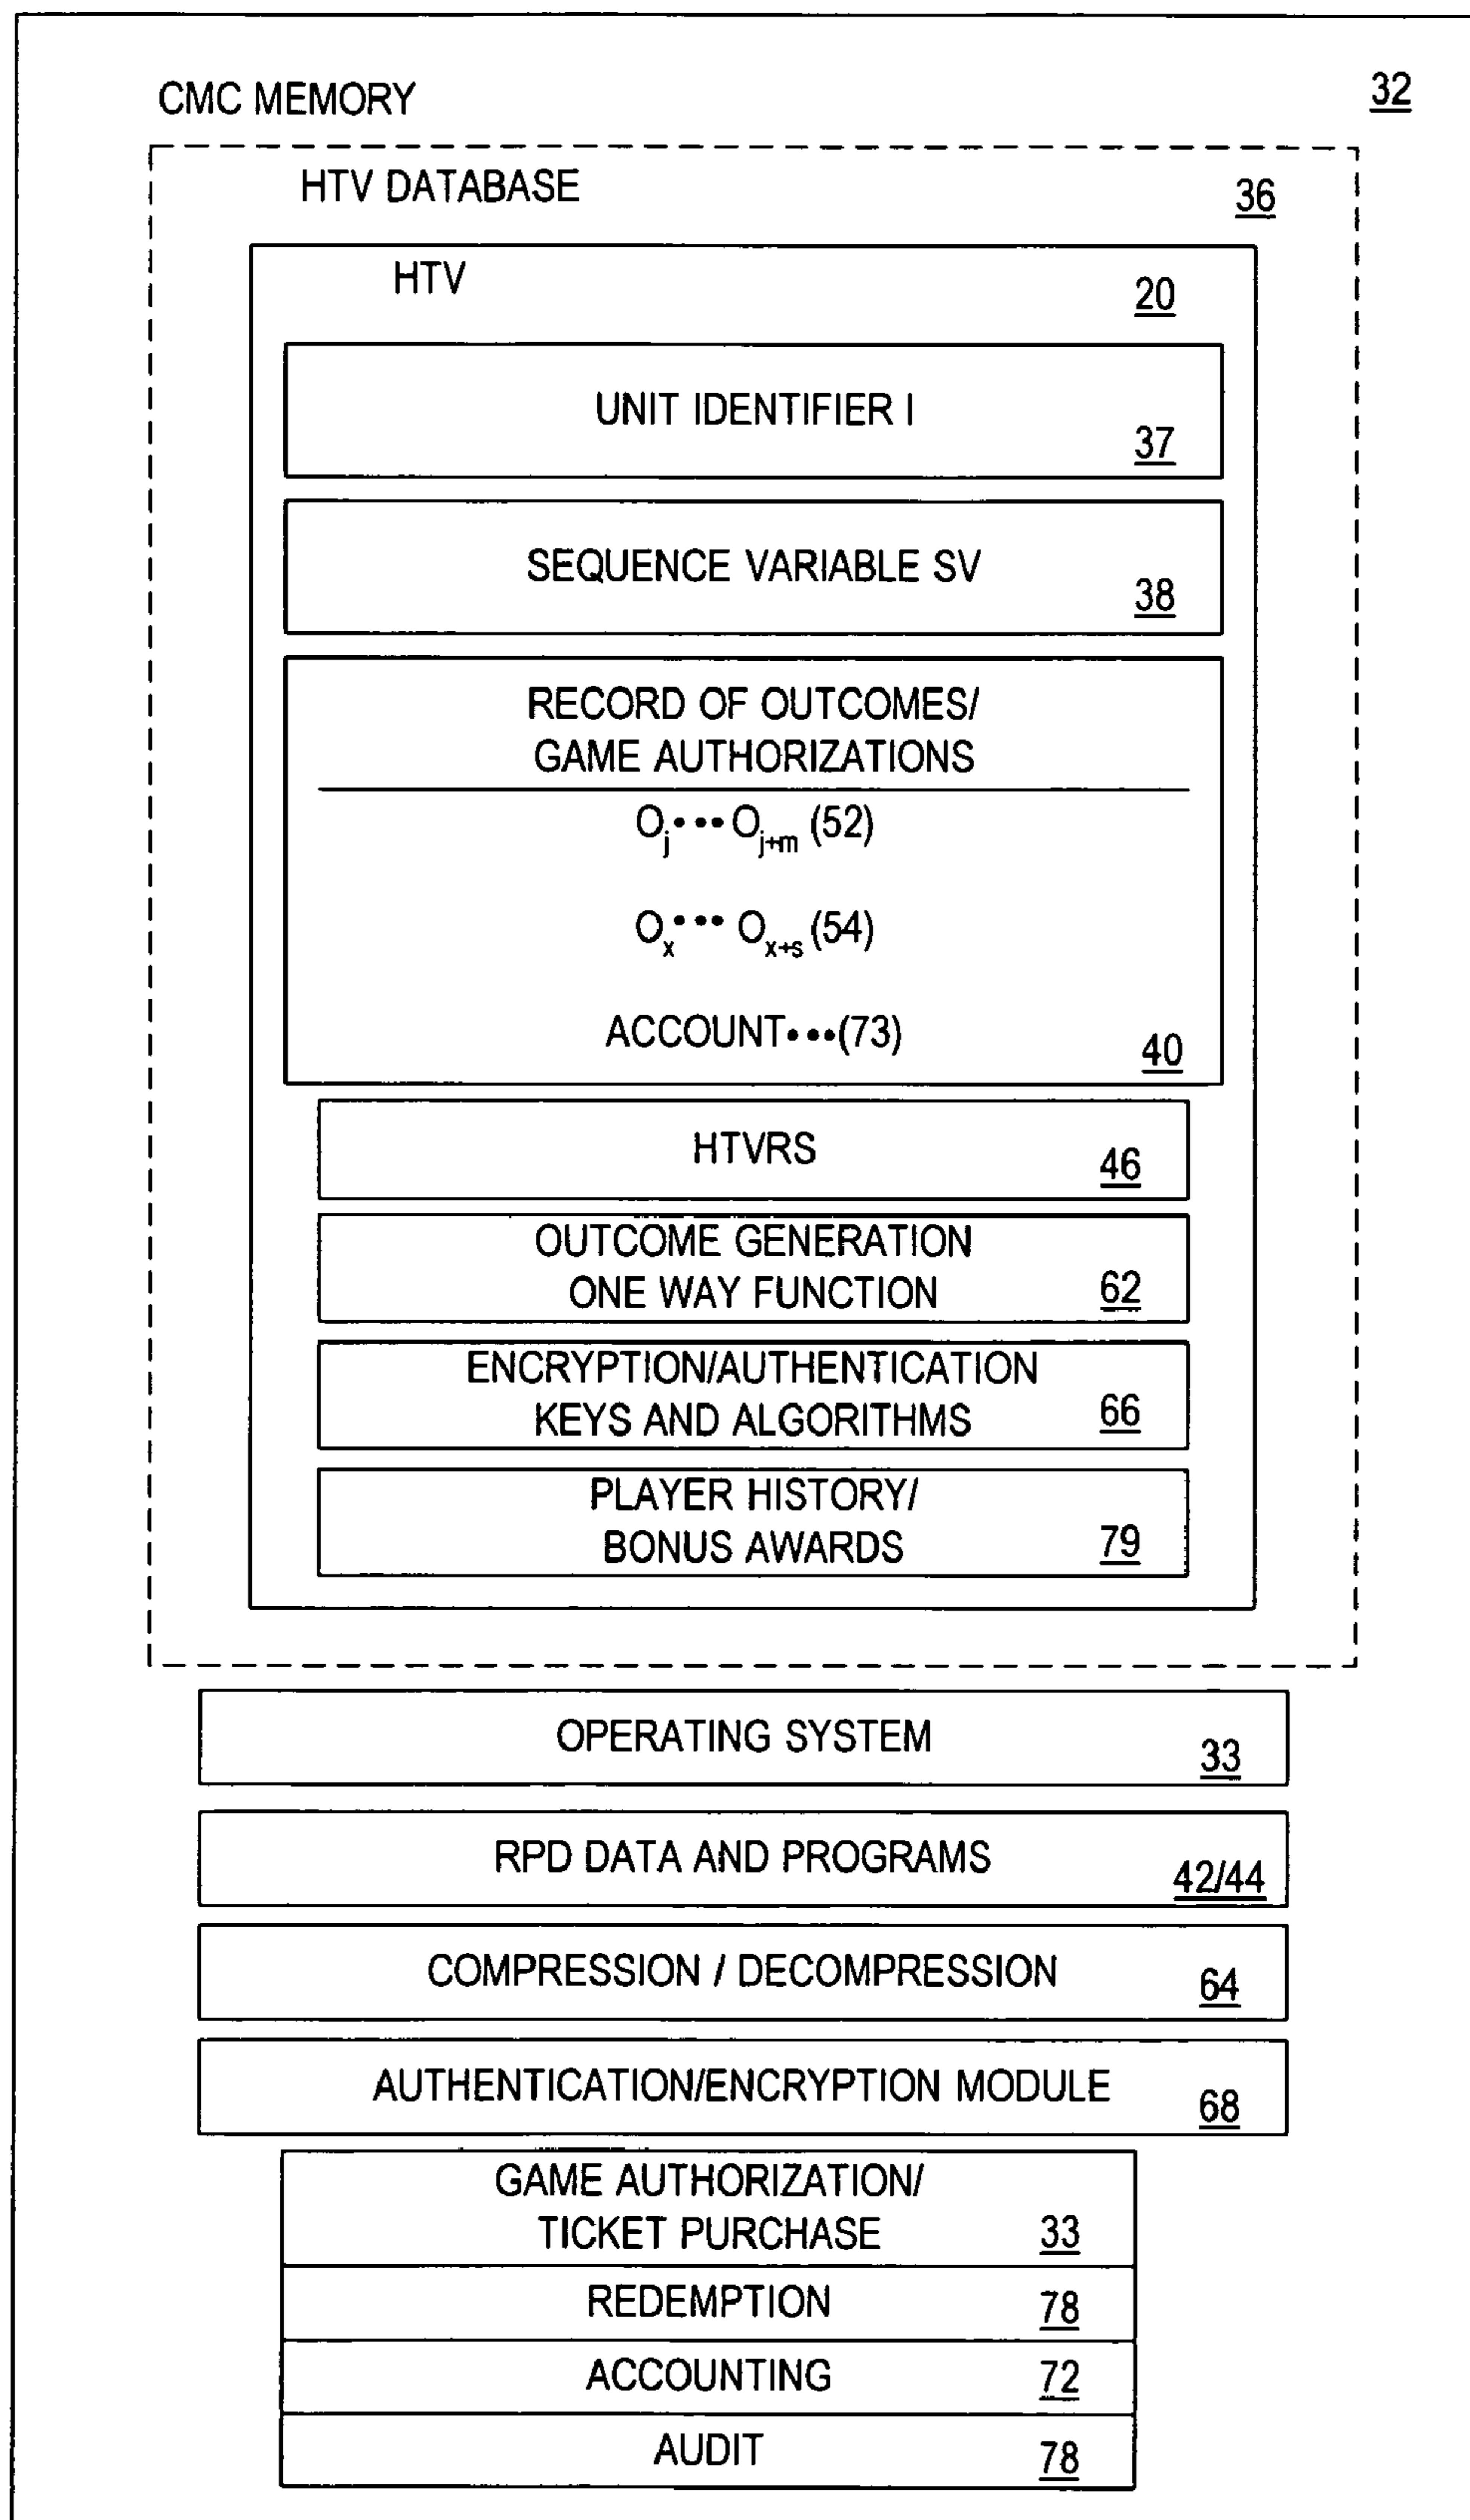 CMC MEMORY 32
HTV DATABASE 36
HTV 20
UNIT IDENTIFIER I 37
SEQUENCE VARIABLE SV 38
RECORD OF OUTCOMES/
GAME AUTHORIZATIONS
Oj••• Oj+m (52)
Ox••• Ox+s (54)
ACCOUNT•••(73) 40
HTVRS 46
OUTCOME GENERATION
ONE WAY FUNCTION 62
ENCRYPTION/AUTHENTICATION
KEYS AND ALGORITHMS 66
PLAYER HISTORY/
BONUS AWARDS 79
OPERATING SYSTEM 33
RPD DATA AND PROGRAMS 42/44
COMPRESSION / DECOMPRESSION 64
AUTHENTICATION/ENCRYPTION MODULE 68
GAME AUTHORIZATION/
TICKET PURCHASE 33
REDEMPTION 78
ACCOUNTING 72
AUDIT 78